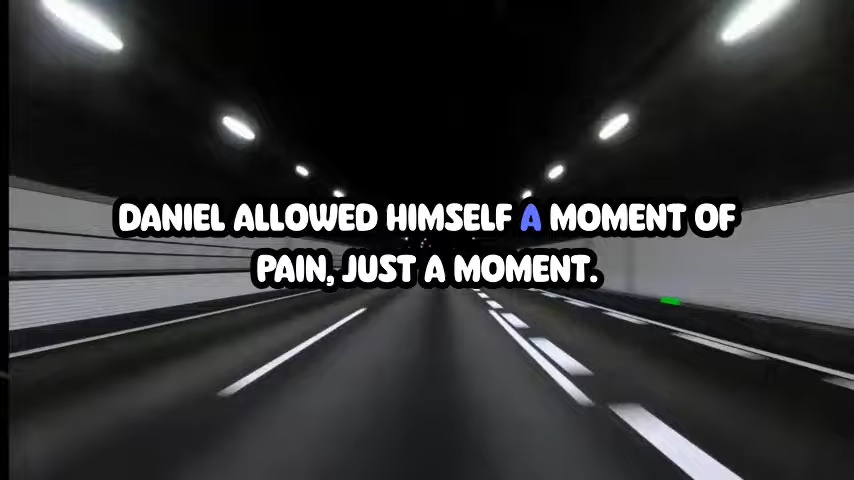 DANIEL ALLOWED HIMSELF A MOMENT OF
PAIN, JUST A MOMENT.